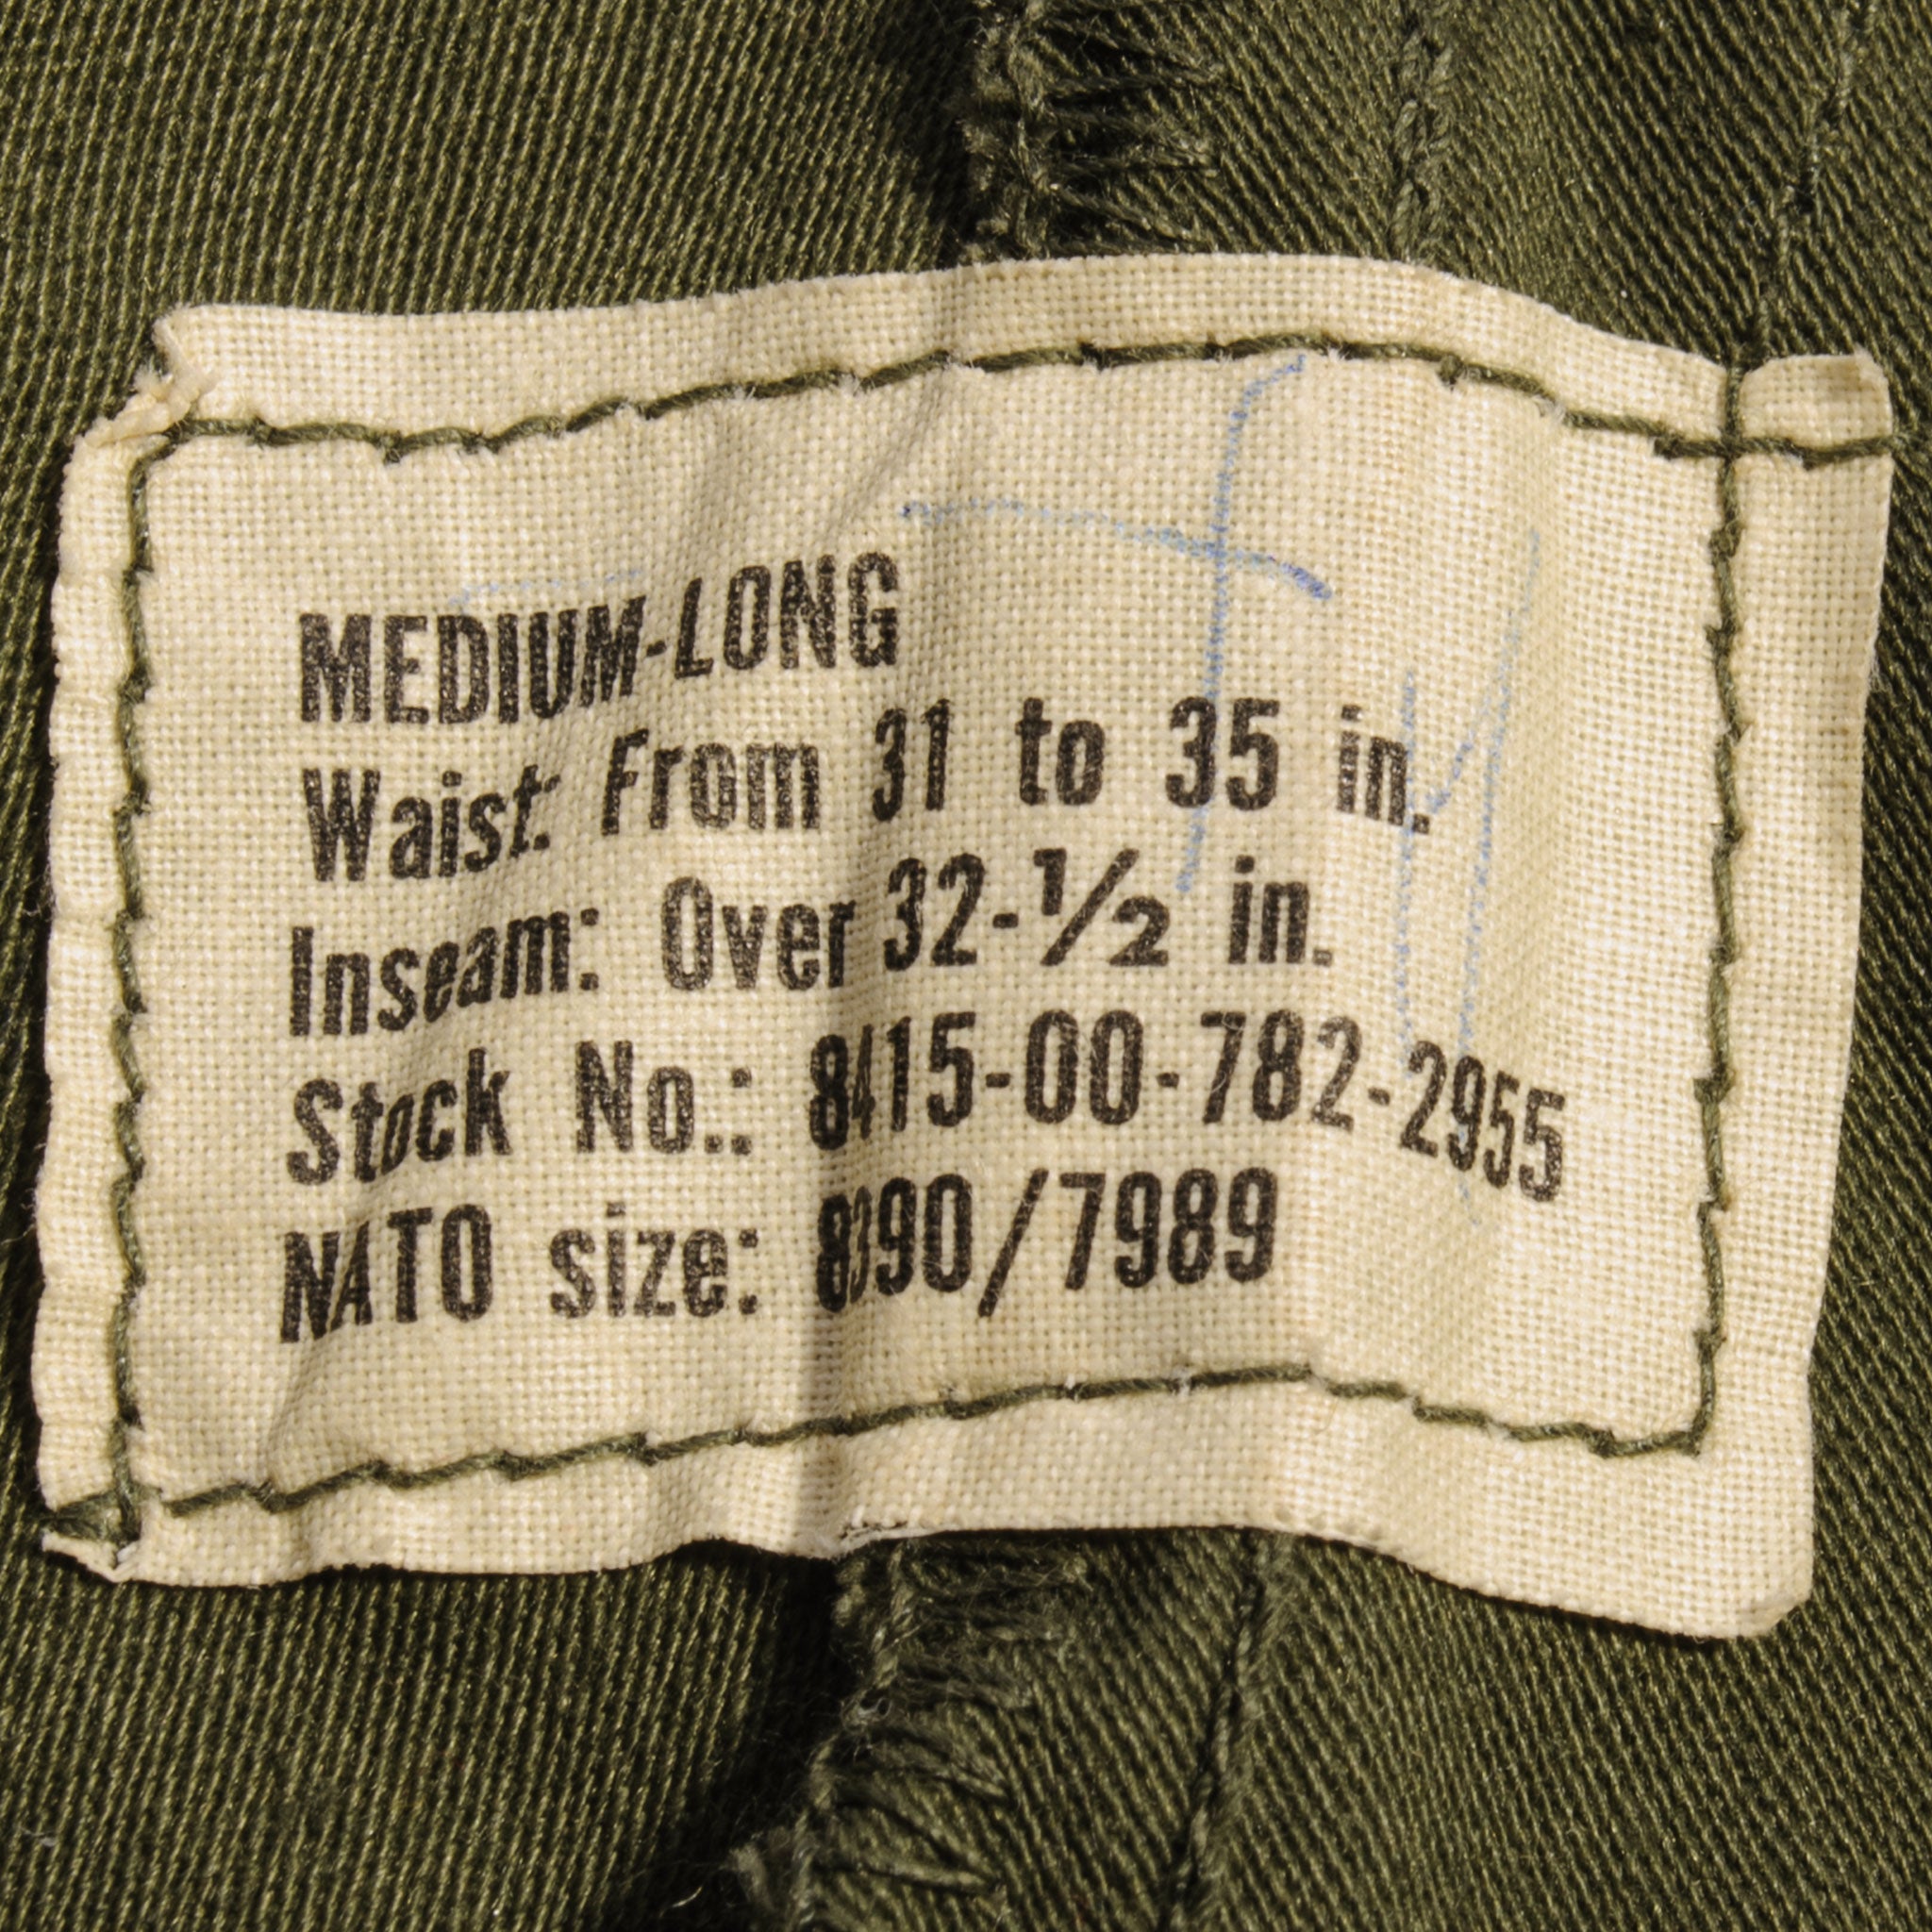 MEDIUM-LONG
Waist: From 31 to 35 in.
Inseam: Over 32-½ in.
Stock No.: 8415-00-782-2955
NATO size: 8390/7989